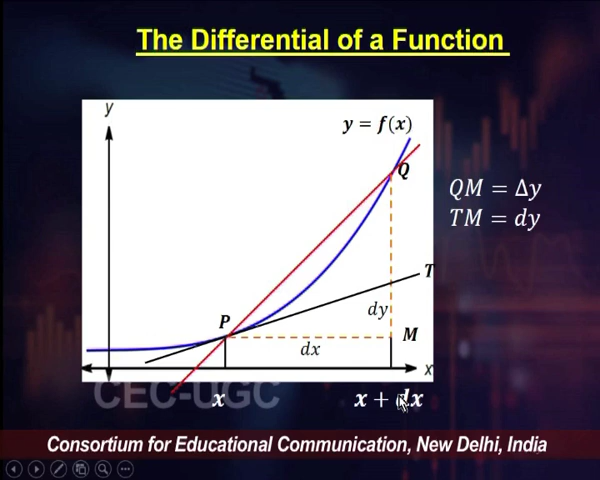 The Differential of a Function
y
y = f(x)
Q
QM = Δy
TM = dy
T
P
dy
M
dx
x
CEC-UGC
x
x + dx
Consortium for Educational Communication, New Delhi, India